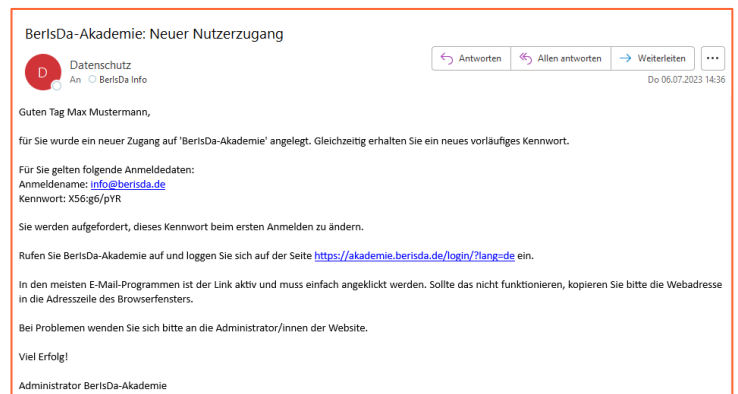 BerIsDa-Akademie: Neuer Nutzerzugang
D
Datenschutz
An BerIsDa Info
Antworten
Allen antworten
Weiterleiten
...
Do 06.07.2023 14:36
Guten Tag Max Mustermann,
für Sie wurde ein neuer Zugang auf 'BerIsDa-Akademie' angelegt. Gleichzeitig erhalten Sie ein neues vorläufiges Kennwort.
Für Sie gelten folgende Anmeldedaten:
Anmeldename: info@berisda.de
Kennwort: X56:g6/pYR
Sie werden aufgefordert, dieses Kennwort beim ersten Anmelden zu ändern.
Rufen Sie BerIsDa-Akademie auf und loggen Sie sich auf der Seite https://akademie.berisda.de/login/?lang=de ein.
In den meisten E-Mail-Programmen ist der Link aktiv und muss einfach angeklickt werden. Sollte das nicht funktionieren, kopieren Sie bitte die Webadresse
in die Adresszeile des Browserfensters.
Bei Problemen wenden Sie sich bitte an die Administrator/innen der Website.
Viel Erfolg!
Administrator BerIsDa-Akademie